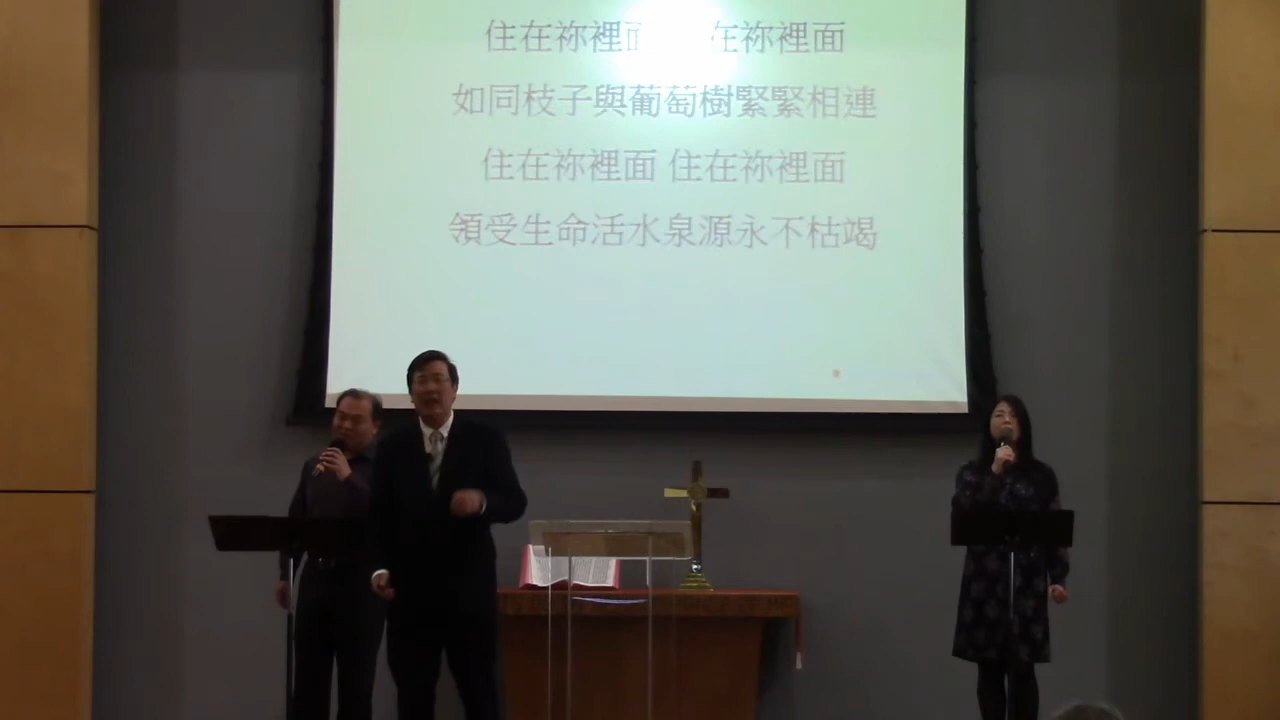 住在祢裡面 住在祢裡面
如同枝子與葡萄樹緊緊相連
住在祢裡面 住在祢裡面
領受生命活水泉源永不枯竭